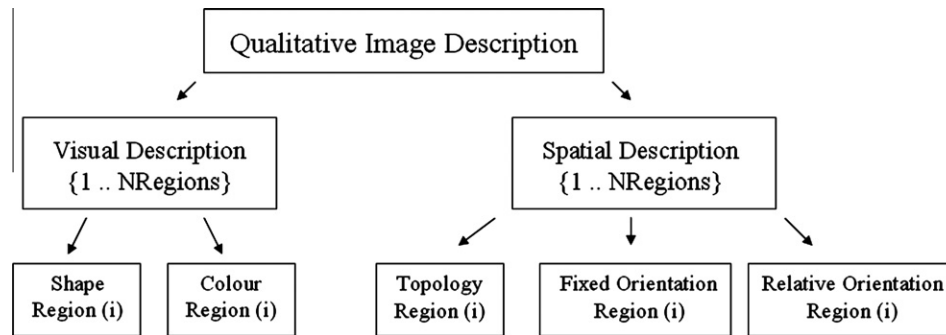 Qualitative Image Description
Visual Description
{1 .. NRegions}
Spatial Description
{1 .. NRegions}
Shape
Region (i)
Colour
Region (i)
Topology
Region (i)
Fixed Orientation
Region (i)
Relative Orientation
Region (i)